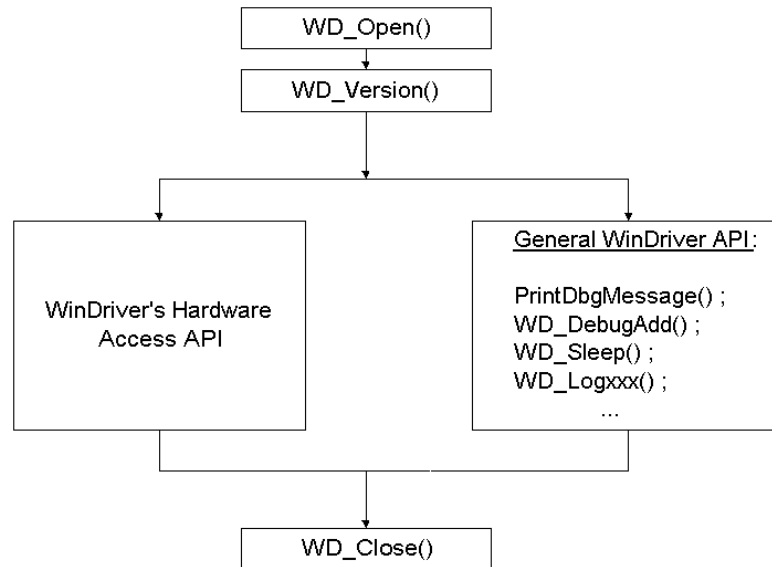 WD_Open()
WD_Version()
WinDriver's Hardware
Access API
General WinDriver API:
PrintDbgMessage() ;
WD_DebugAdd() ;
WD_Sleep() ;
WD_Logxxx() ;
...
WD_Close()